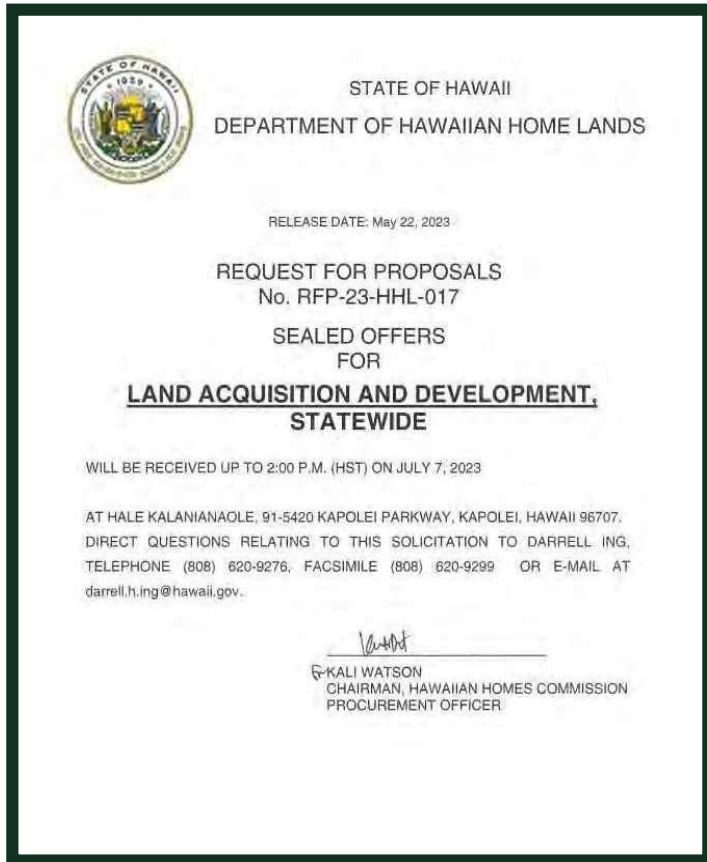 STATE OF HAWAII
1959
STATE OF HAWAII
DEPARTMENT OF HAWAIIAN HOME LANDS
RELEASE DATE: May 22, 2023
REQUEST FOR PROPOSALS
No. RFP-23-HHL-017
SEALED OFFERS
FOR
LAND ACQUISITION AND DEVELOPMENT,
STATEWIDE
WILL BE RECEIVED UP TO 2:00 P.M. (HST) ON JULY 7, 2023
AT HALE KALANIANAOLE, 91-5420 KAPOLEI PARKWAY, KAPOLEI, HAWAII 96707.
DIRECT QUESTIONS RELATING TO THIS SOLICITATION TO DARRELL ING,
TELEPHONE (808) 620-9276, FACSIMILE (808) 620-9299 OR E-MAIL AT
darrell.h.ing@hawaii.gov.
KALI WATSON
CHAIRMAN, HAWAIIAN HOMES COMMISSION
PROCUREMENT OFFICER